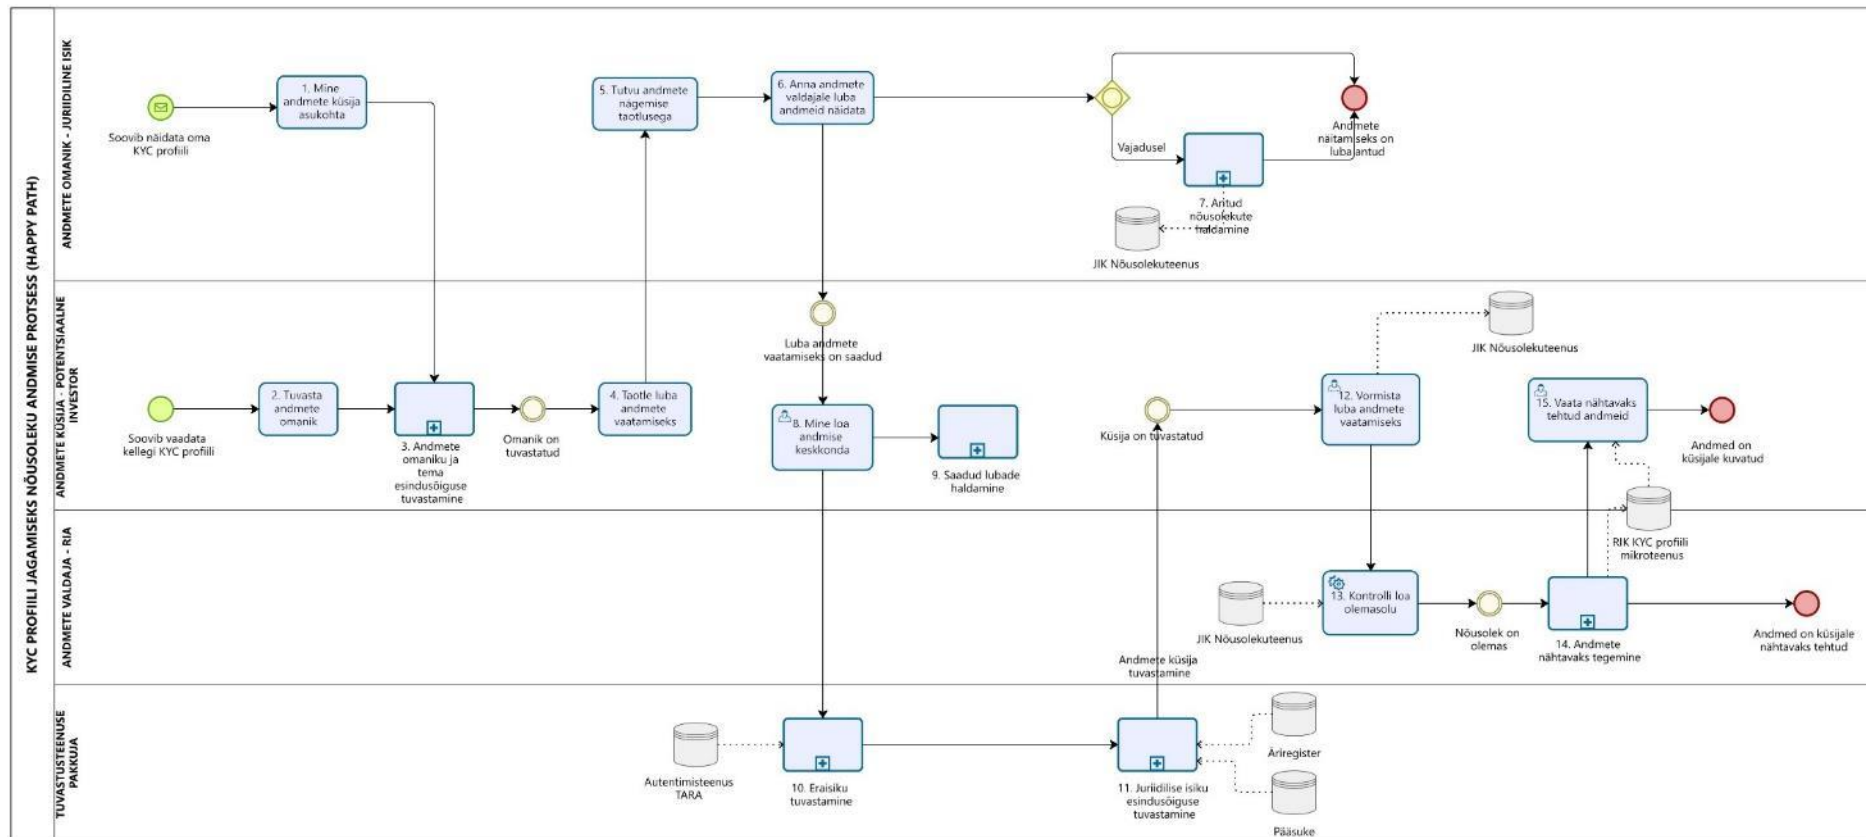 KYC PROFIILI JAGAMISEKS NÕUSOLEKU ANDMISE PROTSESS (HAPPY PATH)
ANDMETE OMANIK - JURIIDILINE ISIK
Soovib näidata oma
KYC profiili
1. Mine
andmete küsija
asukohta
5. Tutvu andmete
nägemise
taotlusega
6. Anna andmete
valdajale luba
andmeid näidata
Vajadusel
7. Antud
nõusolekute
haldamine
JIK Nõusolekuteenus
Andmete
näitamiseks on
luba antud
ANDMETE KÜSIJA - POTENTSIAALNE
INVESTOR
Soovib vaadata
kellegi KYC profiili
2. Tuvasta
andmete
omanik
3. Andmete
omaniku ja
tema
esindusõiguse
tuvastamine
Omanik on
tuvastatud
4. Taotle luba
andmete
vaatamiseks
Luba andmete
vaatamiseks on saadud
8. Mine loa
andmise
keskkonda
9. Saadud lubade
haldamine
Küsija on tuvastatud
12. Vormista
luba andmete
vaatamiseks
JIK Nõusolekuteenus
15. Vaata nähtavaks
tehtud andmeid
Andmed on
küsijale kuvatud
RIK KYC profiili
mikroteenus
ANDMETE VALDAJA - RIA
Andmete küsija
tuvastamine
JIK Nõusolekuteenus
13. Kontrolli loa
olemasolu
Nõusolek on
olemas
14. Andmete
nähtavaks tegemine
Andmed on küsijale
nähtavaks tehtud
TUVASTUSTEENUSE
PAKKUJA
Autentimisteenus
TARA
10. Eraisiku
tuvastamine
11. Juriidilise isiku
esindusõiguse
tuvastamine
Äriregister
Pääsuke